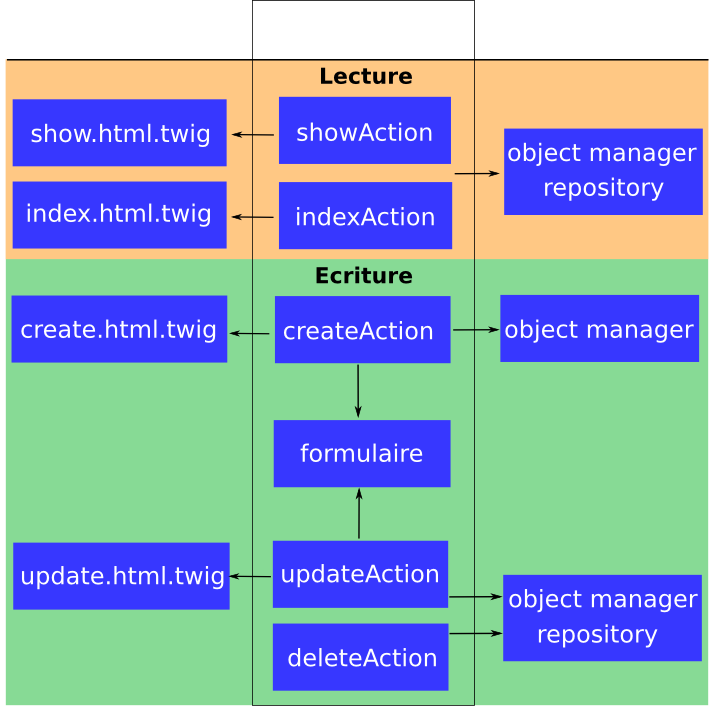 Lecture
show.html.twig
showAction
object manager
repository
index.html.twig
indexAction
Ecriture
create.html.twig
createAction
object manager
formulaire
update.html.twig
updateAction
object manager
repository
deleteAction